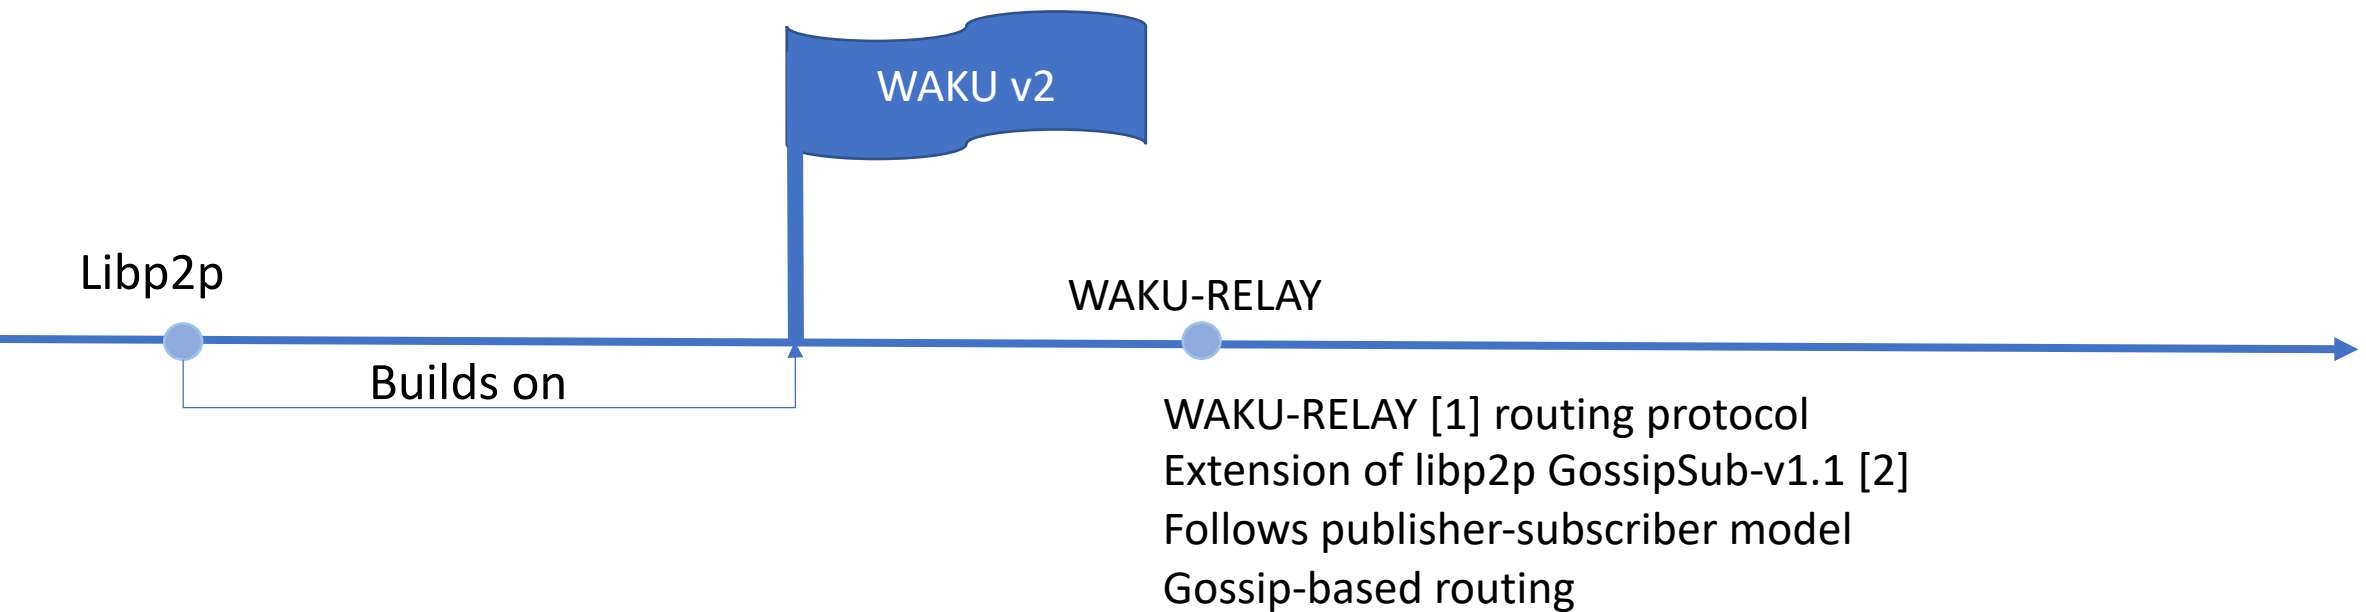 WAKU v2
Libp2p
WAKU-RELAY
Builds on
WAKU-RELAY [1] routing protocol
Extension of libp2p GossipSub-v1.1 [2]
Follows publisher-subscriber model
Gossip-based routing